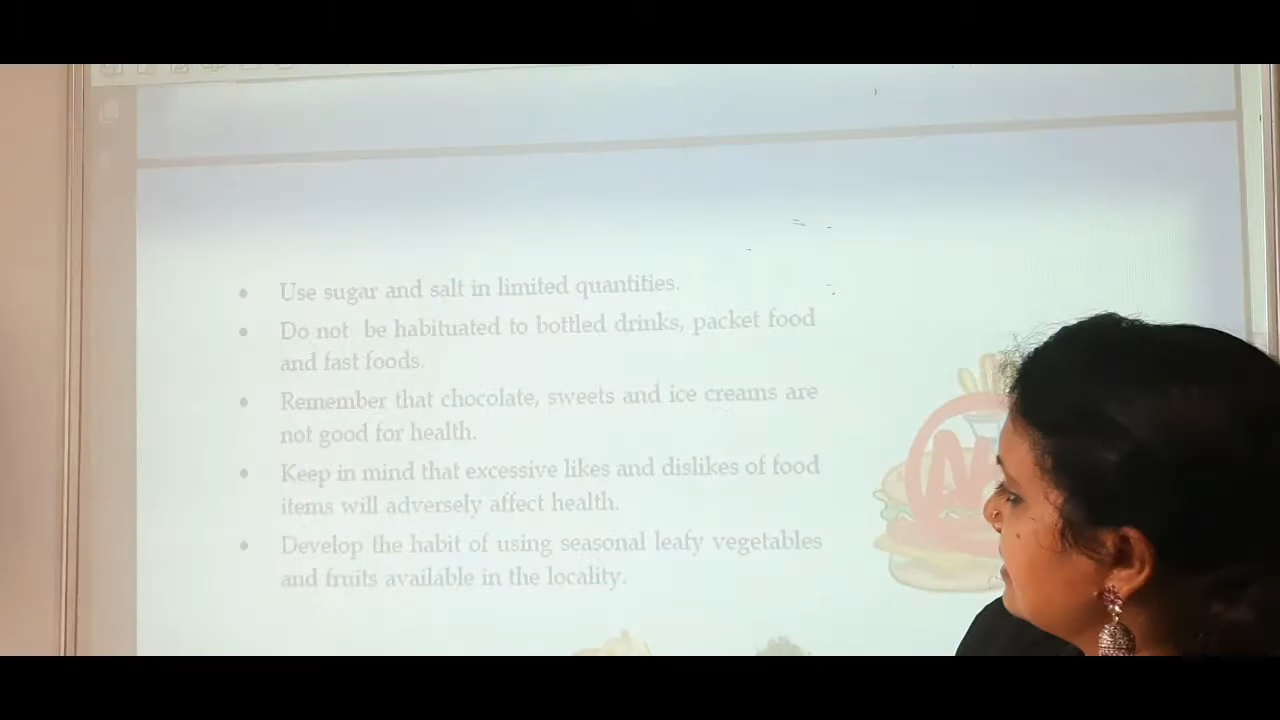 • Use sugar and salt in limited quantities.
• Do not be habituated to bottled drinks, packet food
and fast foods.
• Remember that chocolate, sweets and ice creams are
not good for health.
• Keep in mind that excessive likes and dislikes of food
items will adversely affect health.
• Develop the habit of using seasonal leafy vegetables
and fruits available in the locality.